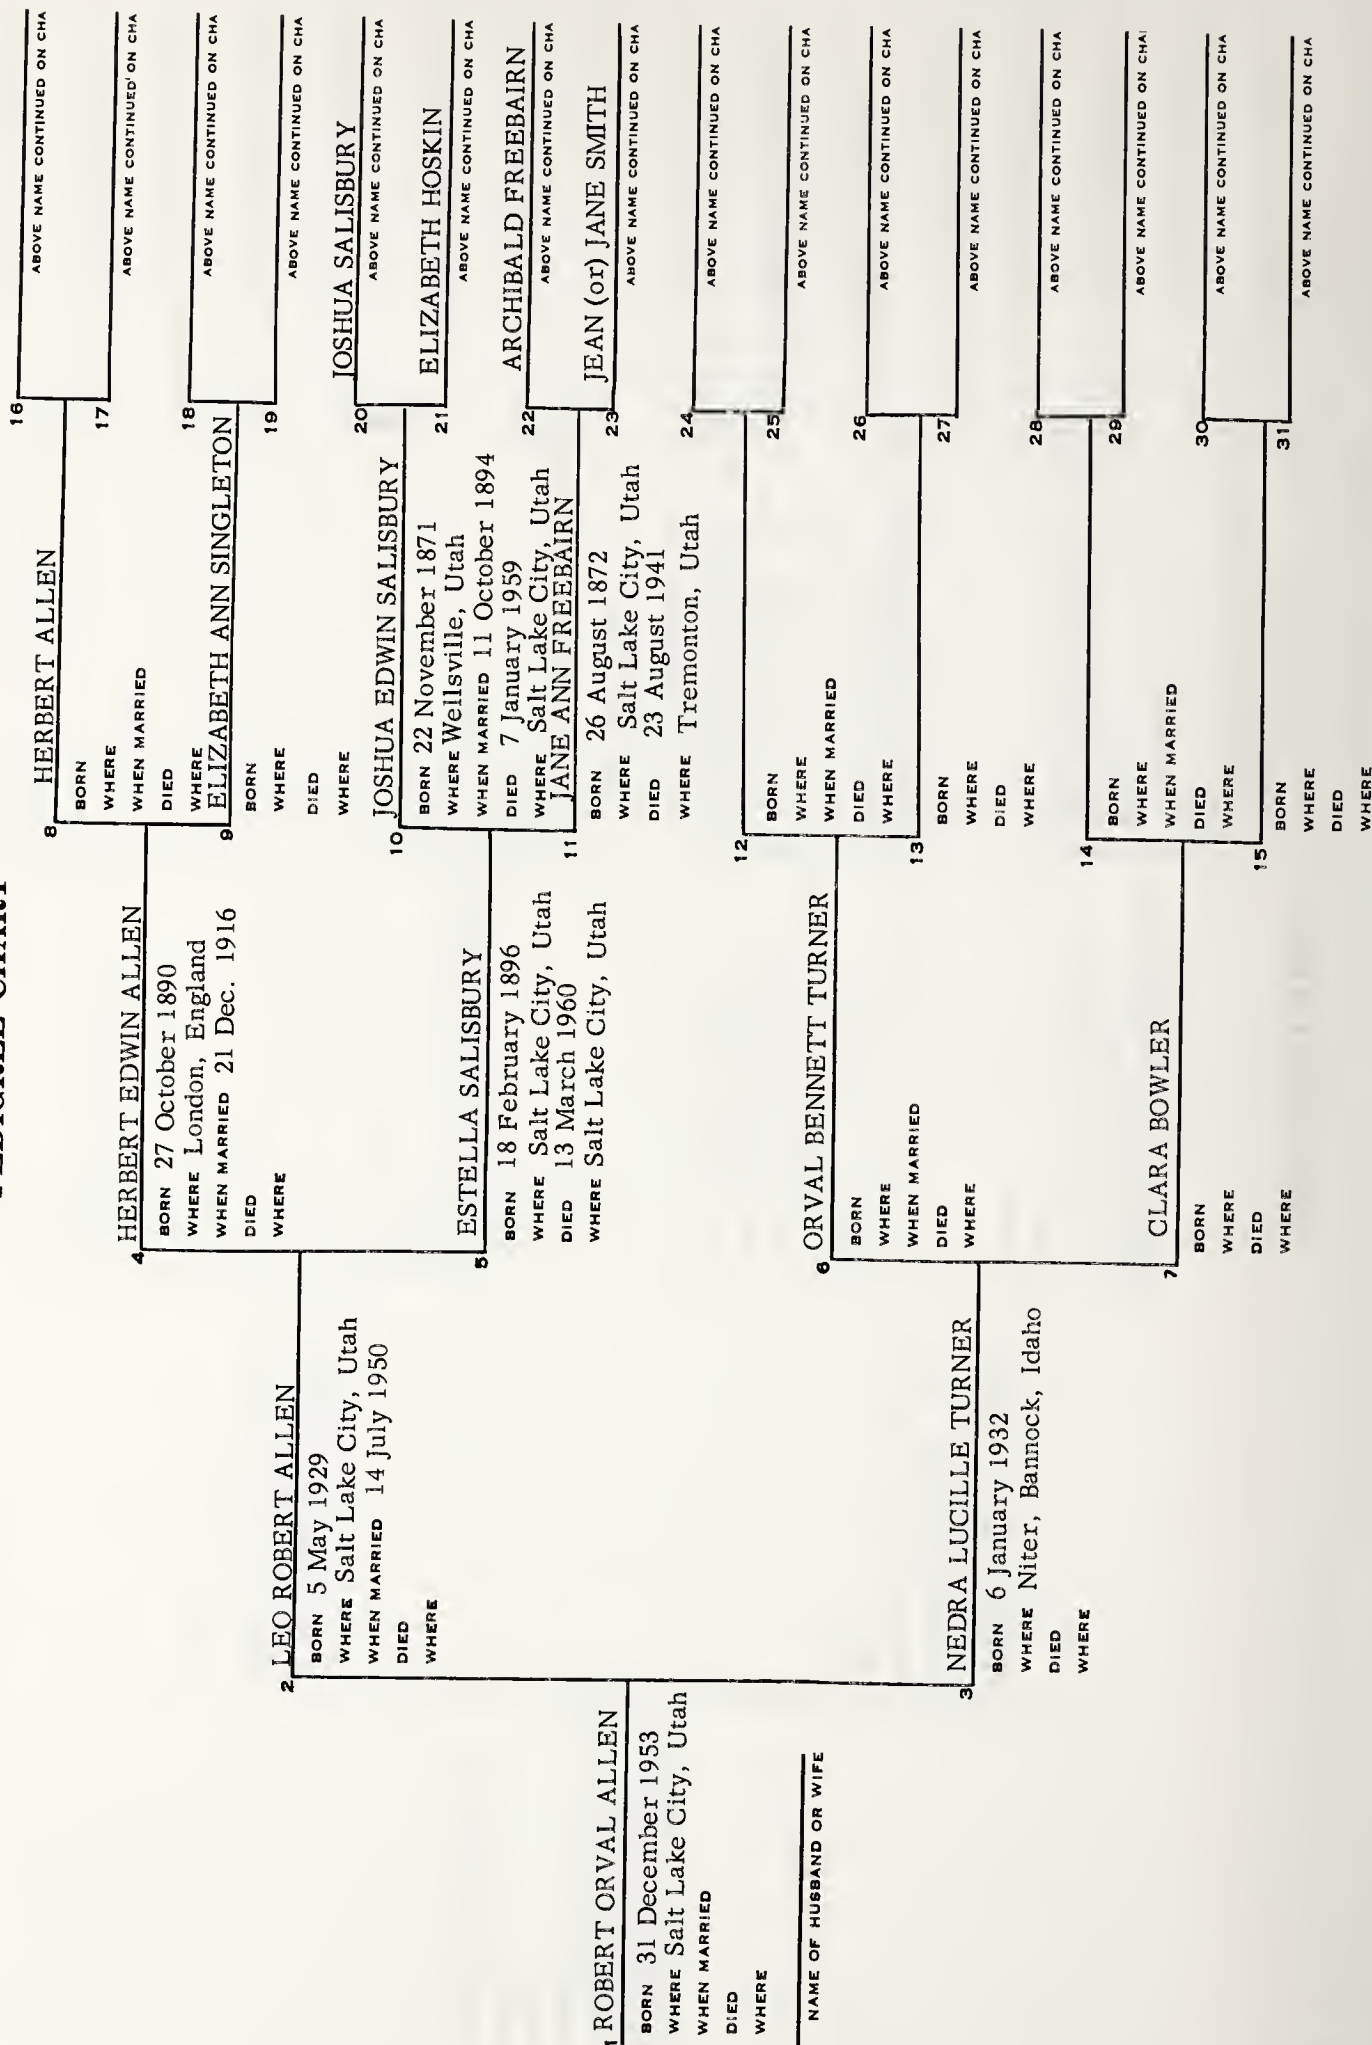 PEDIGREE CHART
ROBERT ORVAL ALLEN
BORN 31 December 1953
WHERE Salt Lake City, Utah
WHEN MARRIED
DIED
WHERE
NAME OF HUSBAND OR WIFE
2
LEO ROBERT ALLEN
BORN 5 May 1929
WHERE Salt Lake City, Utah
WHEN MARRIED 14 July 1950
DIED
WHERE
3
NEDRA LUCILLE TURNER
BORN 6 January 1932
WHERE Niter, Bannock, Idaho
DIED
WHERE
4
HERBERT EDWIN ALLEN
BORN 27 October 1890
WHERE London, England
WHEN MARRIED 21 Dec. 1916
DIED
WHERE
5
ESTELLA SALISBURY
BORN 18 February 1896
WHERE Salt Lake City, Utah
DIED 13 March 1960
WHERE Salt Lake City, Utah
6
ORVAL BENNETT TURNER
BORN
WHERE
WHEN MARRIED
DIED
WHERE
7
CLARA BOWLER
BORN
WHERE
DIED
WHERE
8
HERBERT ALLEN
BORN
WHERE
WHEN MARRIED
DIED
WHERE
9
ELIZABETH ANN SINGLETON
BORN
WHERE
DIED
WHERE
10
JOSHUA EDWIN SALISBURY
BORN 22 November 1871
WHERE Wellsville, Utah
WHEN MARRIED 11 October 1894
DIED 7 January 1959
WHERE Salt Lake City, Utah
11
JANE ANN FREEBAIRN
BORN 26 August 1872
WHERE Salt Lake City, Utah
DIED 23 August 1941
WHERE Tremonton, Utah
12
BORN
WHERE
WHEN MARRIED
DIED
WHERE
13
BORN
WHERE
DIED
WHERE
14
BORN
WHERE
WHEN MARRIED
DIED
WHERE
15
BORN
WHERE
DIED
WHERE
16
ABOVE NAME CONTINUED ON CHA
17
ABOVE NAME CONTINUED ON CHA
18
ABOVE NAME CONTINUED ON CHA
19
ABOVE NAME CONTINUED ON CHA
20
JOSHUA SALISBURY
ABOVE NAME CONTINUED ON CHA
21
ELIZABETH HOSKIN
ABOVE NAME CONTINUED ON CHA
22
ARCHIBALD FREEBAIRN
ABOVE NAME CONTINUED ON CHA
23
JEAN (or) JANE SMITH
ABOVE NAME CONTINUED ON CHA
24
ABOVE NAME CONTINUED ON CHA
25
ABOVE NAME CONTINUED ON CHA
26
ABOVE NAME CONTINUED ON CHA
27
ABOVE NAME CONTINUED ON CHA
28
ABOVE NAME CONTINUED ON CHA
29
ABOVE NAME CONTINUED ON CHA
30
ABOVE NAME CONTINUED ON CHA
31
ABOVE NAME CONTINUED ON CHA